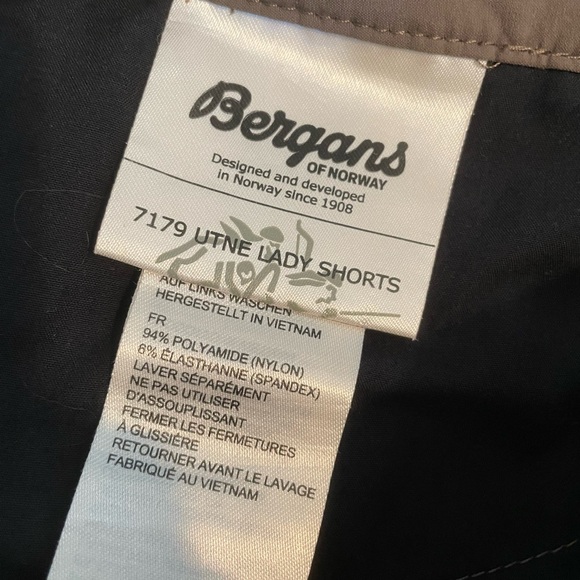 Bergans
OF NORWAY
Designed and developed
in Norway since 1908
7179 UTNE LADY SHORTS
AUF LINKS WASCHEN
HERGESTELLT IN VIETNAM
FR
94% POLYAMIDE (NYLON)
6% ÉLASTHANNE (SPANDEX)
LAVER SÉPARÉMENT
NE PAS UTILISER
D'ASSOUPLISSANT
FERMER LES FERMETURES
À GLISSIÈRE
RETOURNER AVANT LE LAVAGE
FABRIQUÉ AU VIETNAM